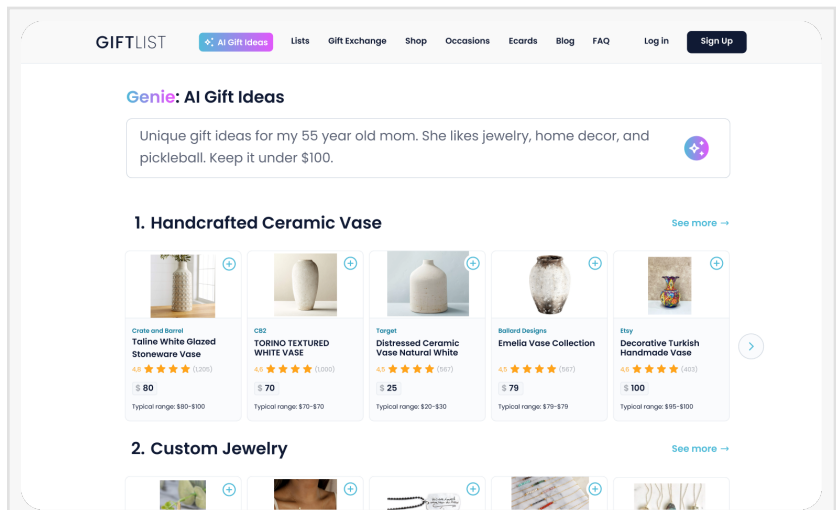 GIFTLIST
AI Gift Ideas
Lists
Gift Exchange
Shop
Occasions
Ecards
Blog
FAQ
Log in
Sign Up
Genie: AI Gift Ideas
Unique gift ideas for my 55 year old mom. She likes jewelry, home decor, and
pickleball. Keep it under $100.
1. Handcrafted Ceramic Vase
See more →
Crate and Barrel
Taline White Glazed
Stoneware Vase
4,8 (1,205)
$ 80
Typical range: $80-$100
CB2
TORINO TEXTURED
WHITE VASE
4,6 (1,000)
$ 70
Typical range: $70-$70
Target
Distressed Ceramic
Vase Natural White
4,5 (567)
$ 25
Typical range: $20-$30
Ballard Designs
Emelia Vase Collection
4,5 (567)
$ 79
Typical range: $79-$79
Etsy
Decorative Turkish
Handmade Vase
4,6 (403)
$ 100
Typical range: $95-$100
2. Custom Jewelry
See more →